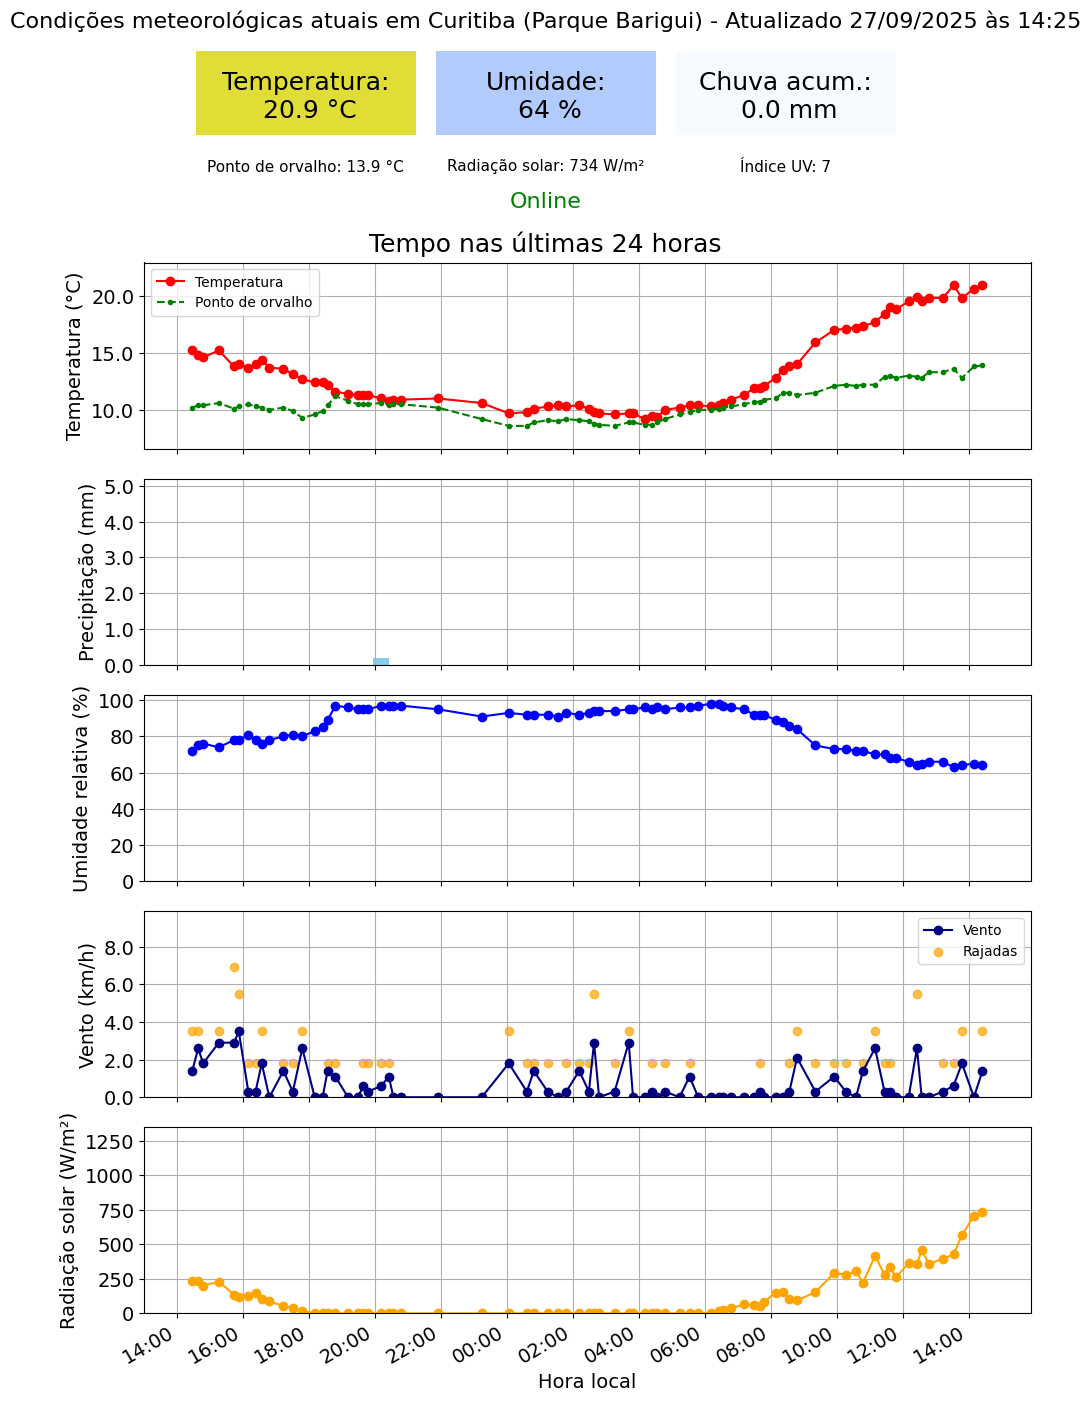 Condições meteorológicas atuais em Curitiba (Parque Barigui) - Atualizado 27/09/2025 às 14:25
Temperatura:
20.9 °C
Umidade:
64 %
Chuva acum.:
0.0 mm
Ponto de orvalho: 13.9 °C
Radiação solar: 734 W/m²
Índice UV: 7
Online
Tempo nas últimas 24 horas
Temperatura (°C)
20.0
15.0
10.0
Temperatura
Ponto de orvalho
Precipitação (mm)
5.0
4.0
3.0
2.0
1.0
0.0
Umidade relativa (%)
100
80
60
40
20
0
Vento (km/h)
8.0
6.0
4.0
2.0
0.0
Vento
Rajadas
Radiação solar (W/m²)
1250
1000
750
500
250
0
14:00
16:00
18:00
20:00
22:00
00:00
02:00
04:00
06:00
08:00
10:00
12:00
14:00
Hora local